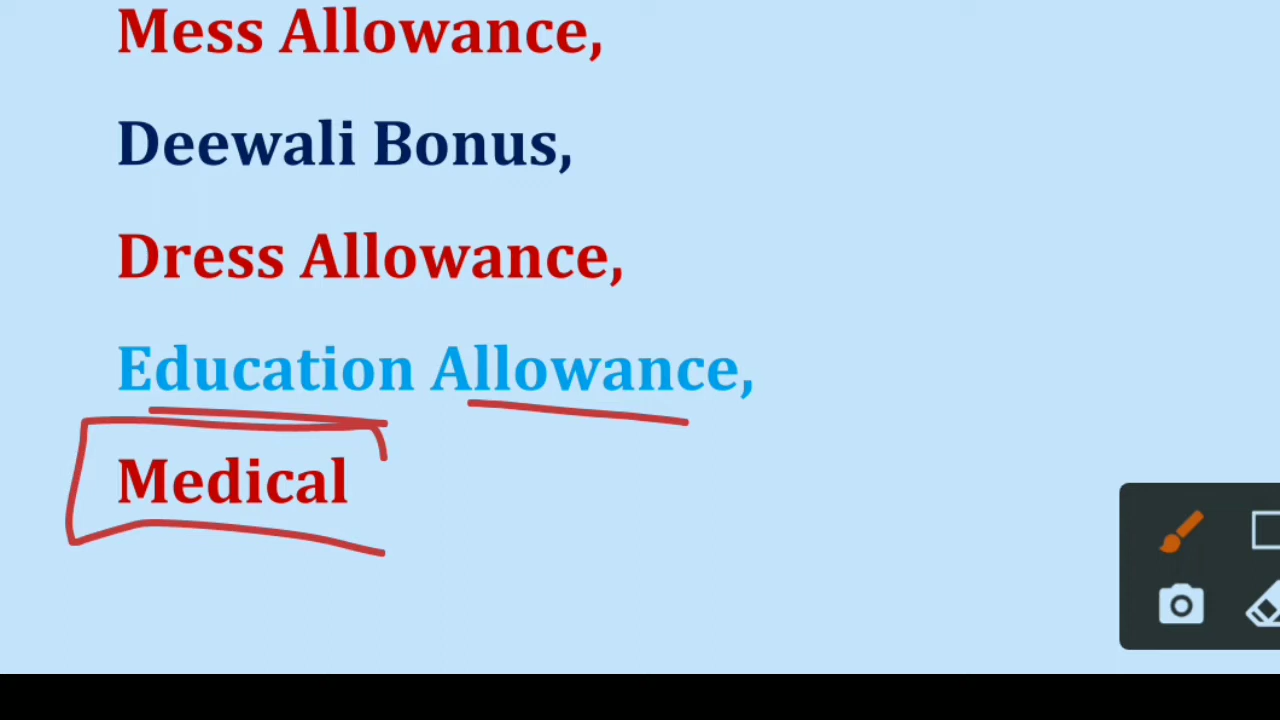 Mess Allowance,
Deewali Bonus,
Dress Allowance,
Education Allowance,
Medical